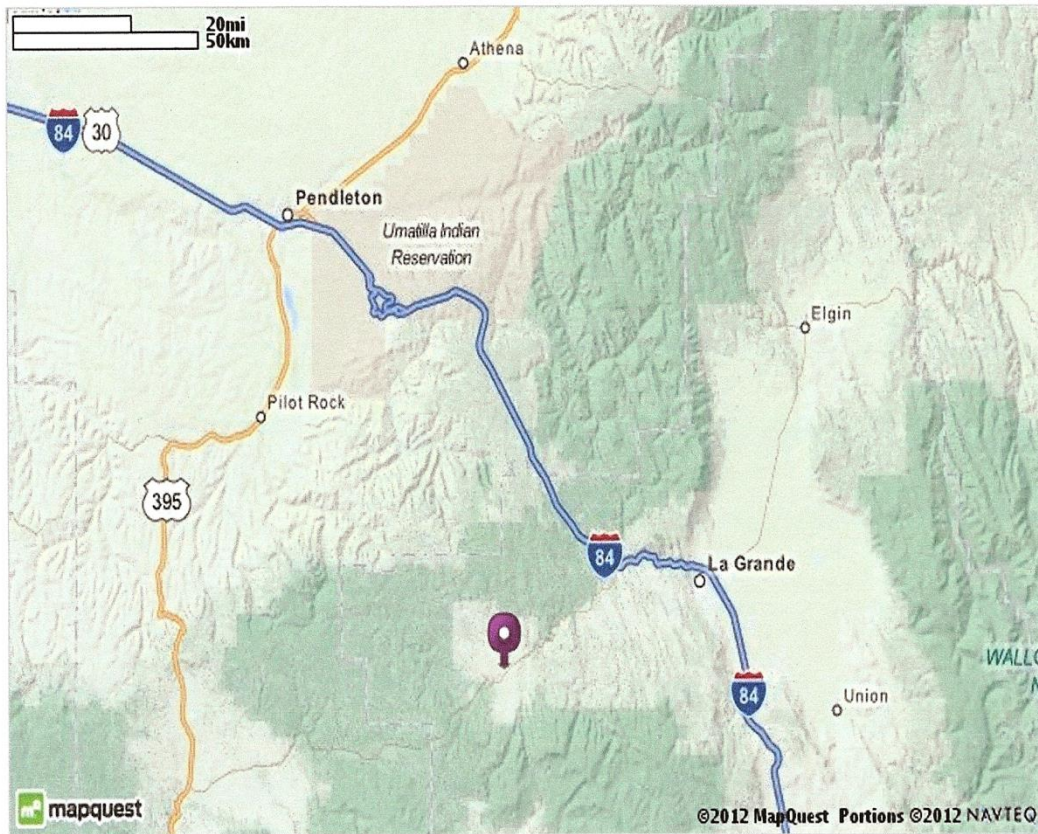 20mi
50km
Athena
84
30
Pendleton
Umatilla Indian
Reservation
Elgin
Pilot Rock
395
84
La Grande
WALLO
N
84
Union
mapquest
©2012 MapQuest Portions ©2012 NAVTEQ